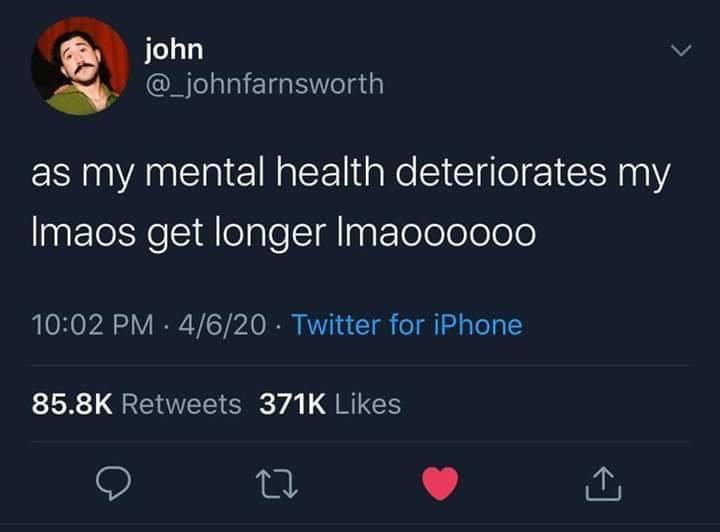 john
@_johnfarnsworth
as my mental health deteriorates my
lmaos get longer lmaoooooo
10:02 PM · 4/6/20 · Twitter for iPhone
85.8K Retweets 371K Likes